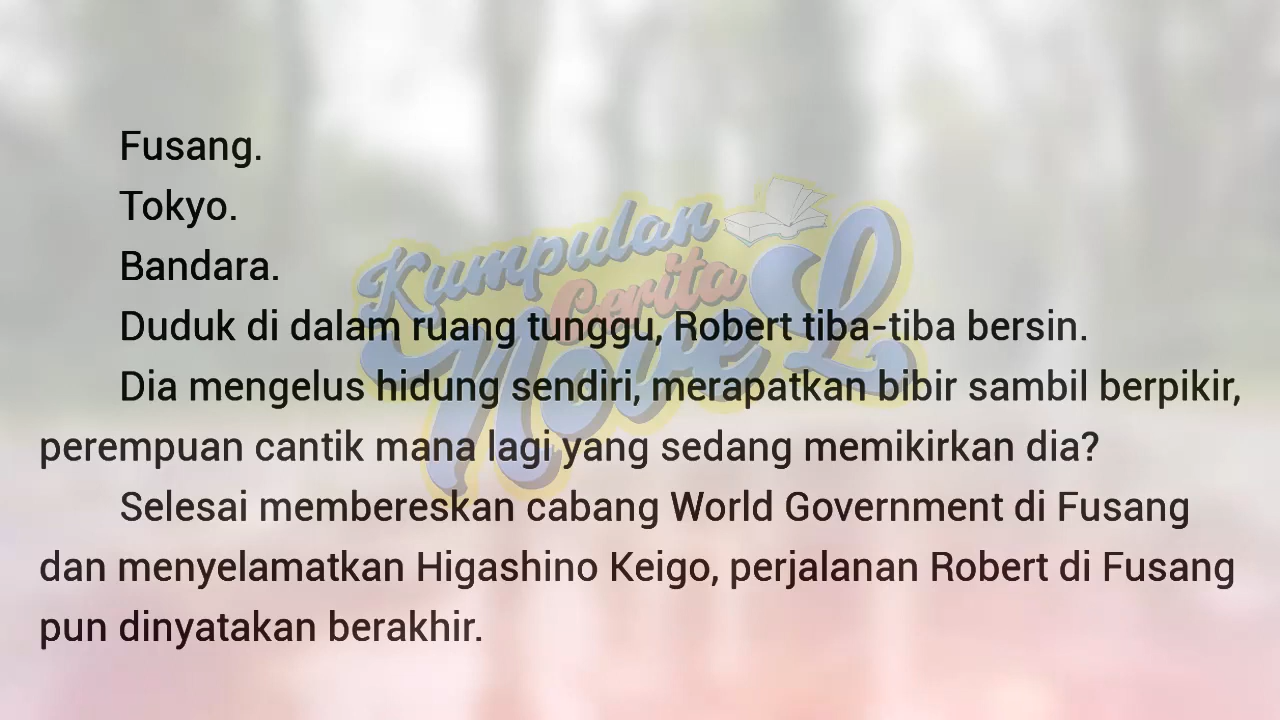 Fusang.
Tokyo.
Bandara.
Duduk di dalam ruang tunggu, Robert tiba-tiba bersin.
Dia mengelus hidung sendiri, merapatkan bibir sambil berpikir,
perempuan cantik mana lagi yang sedang memikirkan dia?
Selesai membereskan cabang World Government di Fusang
dan menyelamatkan Higashino Keigo, perjalanan Robert di Fusang
pun dinyatakan berakhir.
Kumpulan
Cerita
Novel